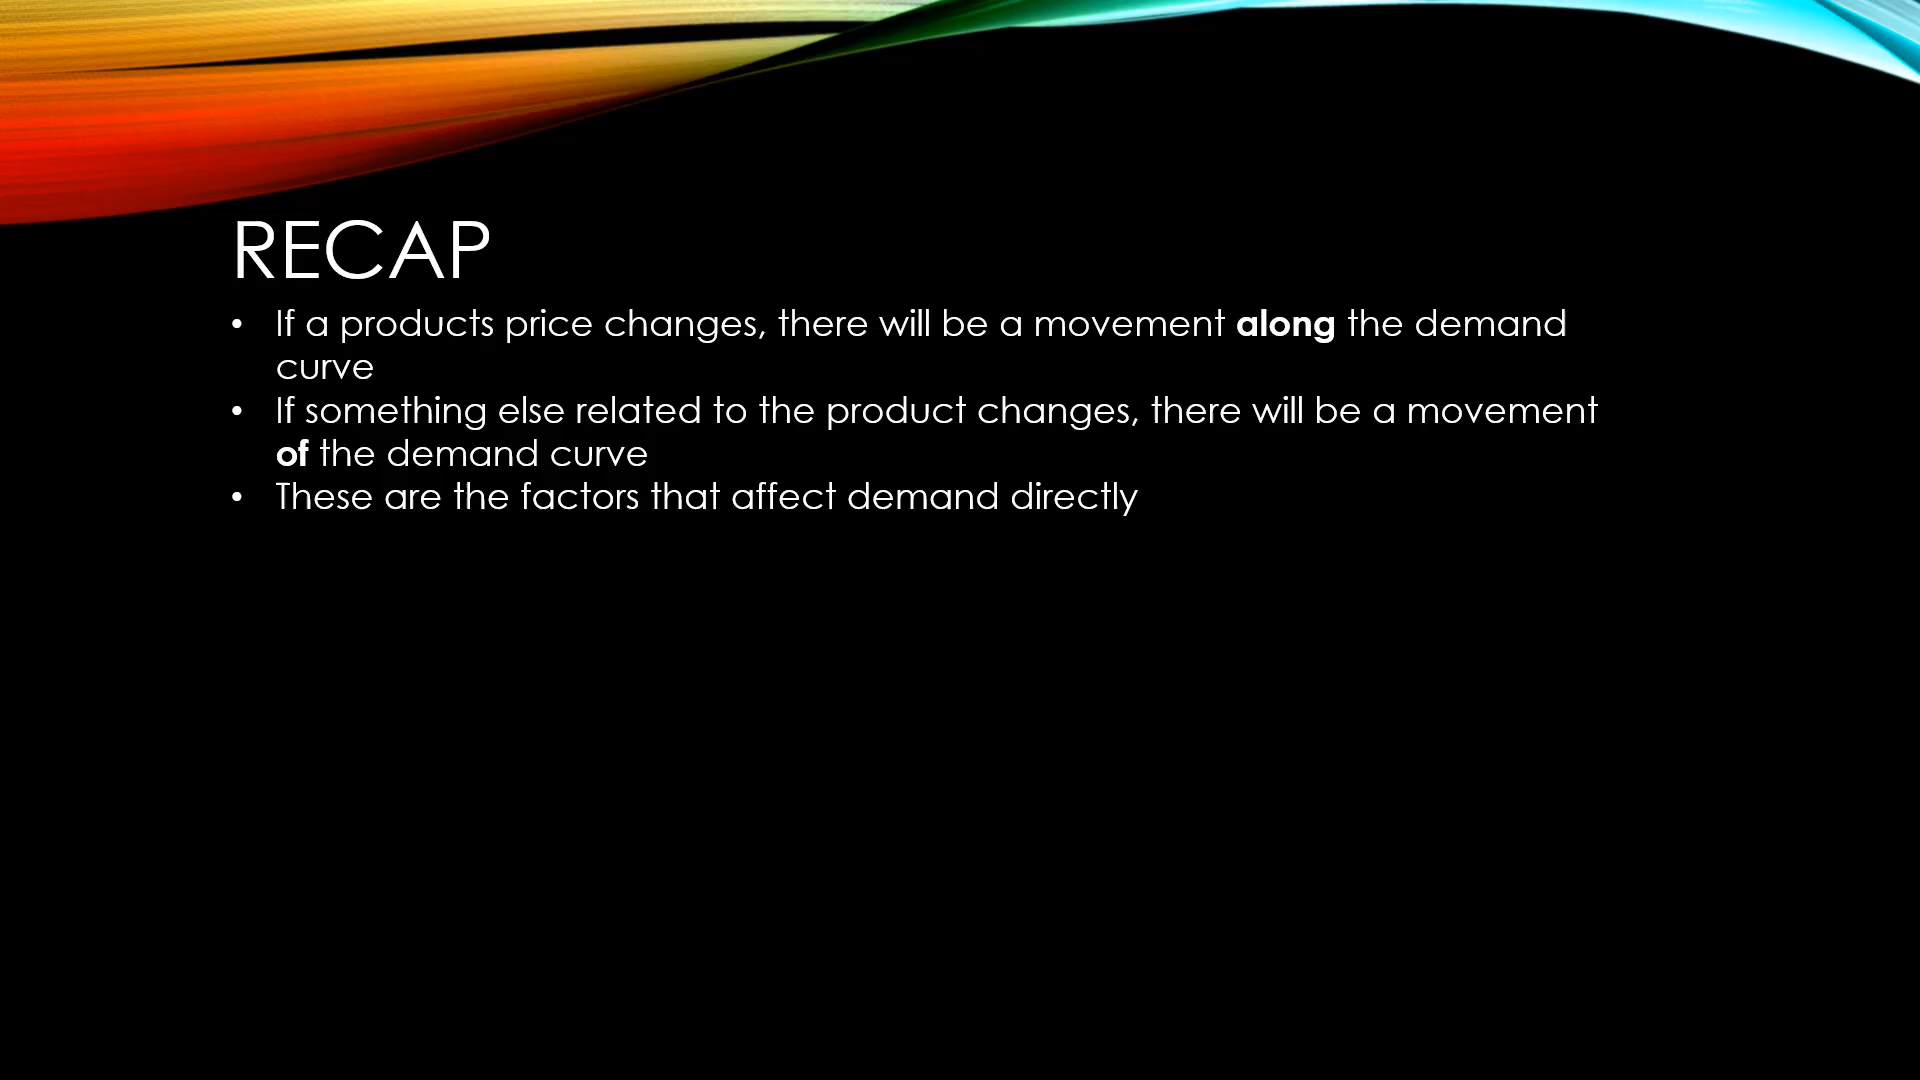 RECAP
• If a products price changes, there will be a movement along the demand
curve
• If something else related to the product changes, there will be a movement
of the demand curve
• These are the factors that affect demand directly